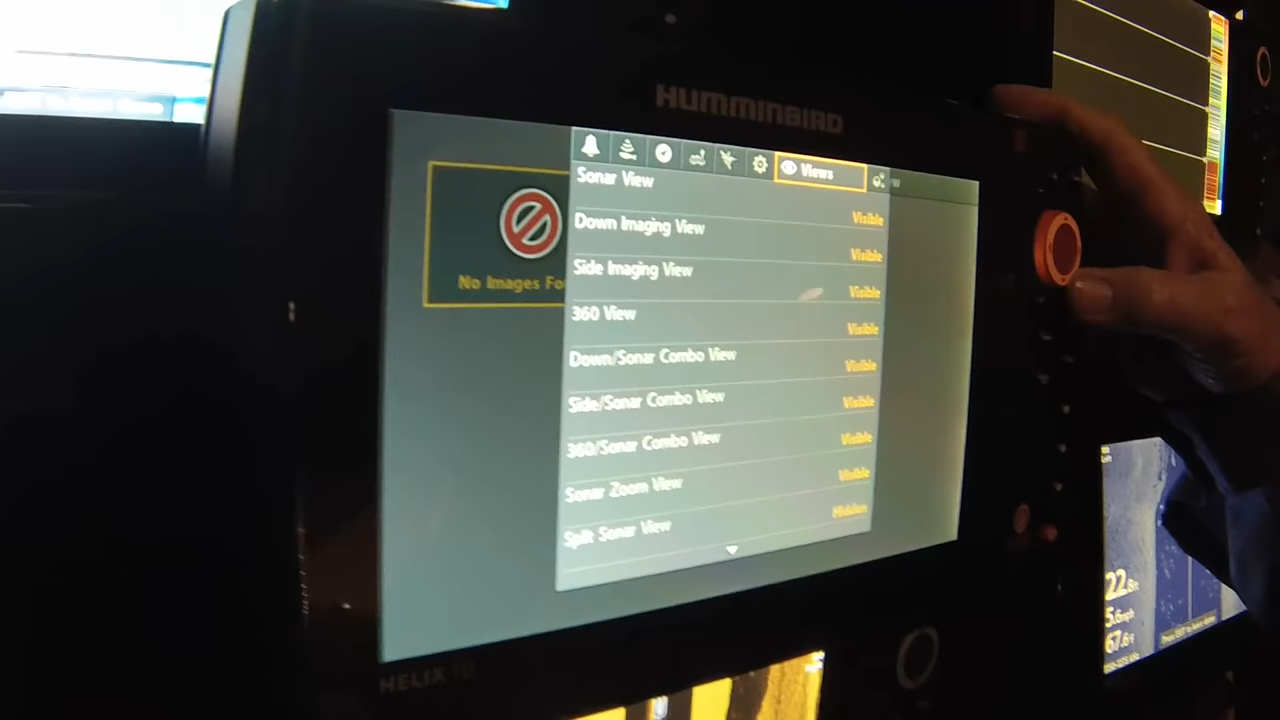 HUMMINBIRD
Views
Sonar View
Visible
Down Imaging View
Visible
Side Imaging View
Visible
360 View
Visible
Down/Sonar Combo View
Visible
Side/Sonar Combo View
Visible
360/Sonar Combo View
Visible
Sonar Zoom View
Visible
Split Sonar View
Hidden
No Images Fo
HELIX 10
22
5.6mph
67.6